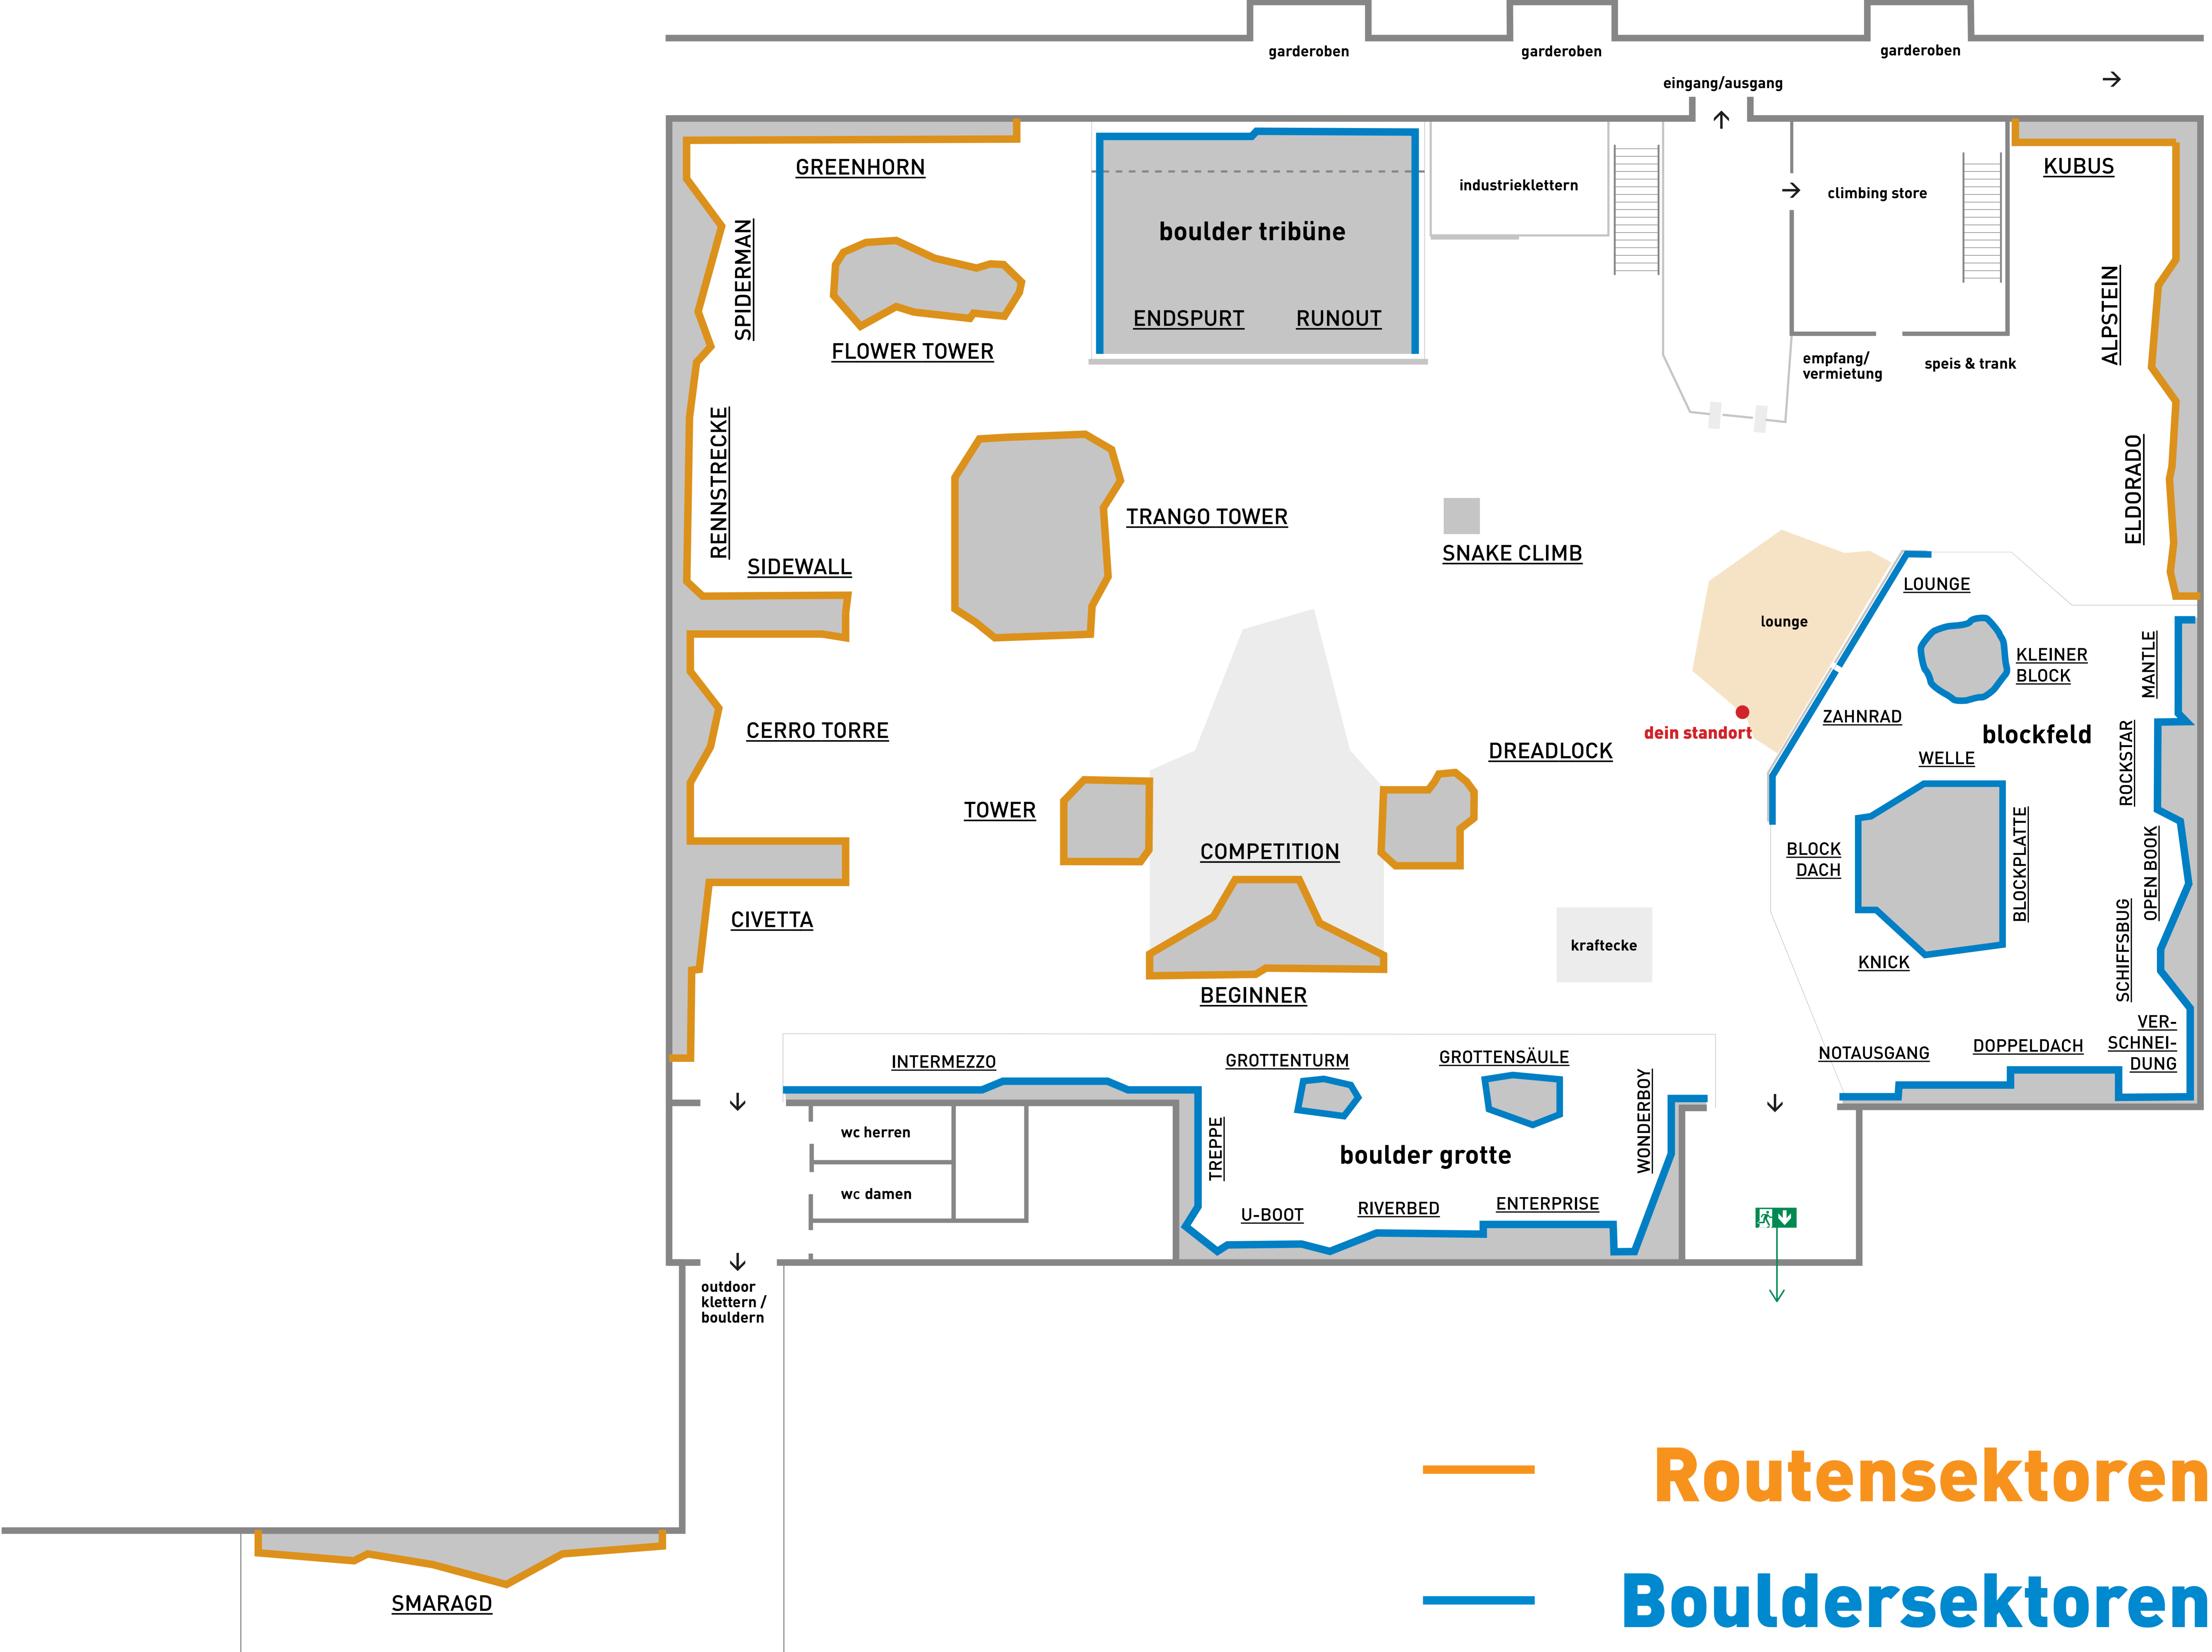 garderoben
garderoben
garderoben
eingang/ausgang
GREENHORN
KUBUS
industrieklettern
climbing store
boulder tribüne
SPIDERMAN
ENDSPURT
RUNOUT
ALPSTEIN
FLOWER TOWER
empfang/
vermietung
speis & trank
RENNSTRECKE
ELDORADO
TRANGO TOWER
SNAKE CLIMB
SIDEWALL
LOUNGE
lounge
KLEINER
BLOCK
MANTLE
ZAHNRAD
CERRO TORRE
dein standort
blockfeld
DREADLOCK
WELLE
ROCKSTAR
TOWER
COMPETITION
BLOCK
DACH
BLOCKPLATTE
OPEN BOOK
CIVETTA
kraftecke
KNICK
SCHIFFSBUG
BEGINNER
VER-
SCHNEI-
DUNG
INTERMEZZO
GROTTENTURM
GROTTENSÄULE
NOTAUSGANG
DOPPELDACH
WONDERBOY
wc herren
TREPPE
boulder grotte
wc damen
U-BOOT
RIVERBED
ENTERPRISE
outdoor
klettern /
bouldern
Routensektoren
Bouldersektoren
SMARAGD